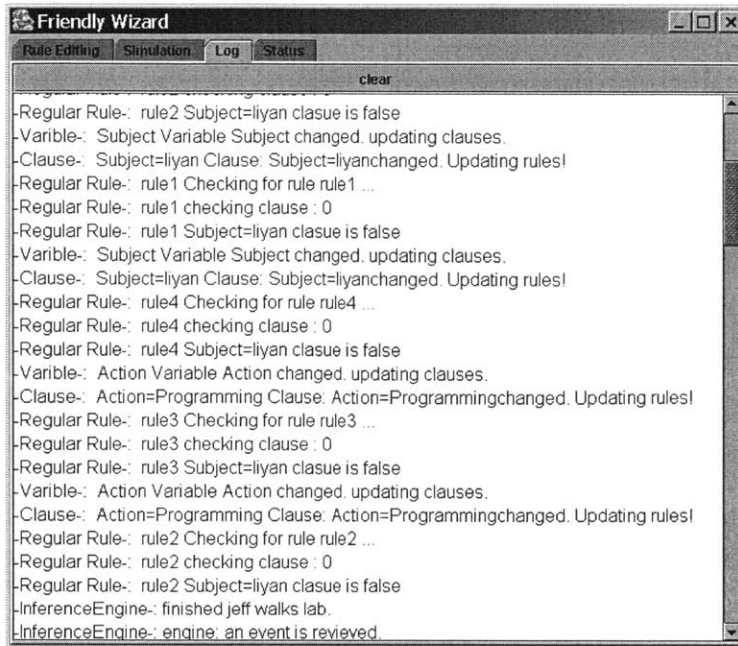 Friendly Wizard
Rule Editing Simulation Log Status
clear
-Regular Rule-: rule2 checking clause : 0
-Regular Rule-: rule2 Subject=liyan clasue is false
-Varible-: Subject Variable Subject changed. updating clauses.
-Clause-: Subject=liyan Clause: Subject=liyanchanged. Updating rules!
-Regular Rule-: rule1 Checking for rule rule1 ...
-Regular Rule-: rule1 checking clause : 0
-Regular Rule-: rule1 Subject=liyan clasue is false
-Varible-: Subject Variable Subject changed. updating clauses.
-Clause-: Subject=liyan Clause: Subject=liyanchanged. Updating rules!
-Regular Rule-: rule4 Checking for rule rule4 ...
-Regular Rule-: rule4 checking clause : 0
-Regular Rule-: rule4 Subject=liyan clasue is false
-Varible-: Action Variable Action changed. updating clauses.
-Clause-: Action=Programming Clause: Action=Programmingchanged. Updating rules!
-Regular Rule-: rule3 Checking for rule rule3 ...
-Regular Rule-: rule3 checking clause : 0
-Regular Rule-: rule3 Subject=liyan clasue is false
-Varible-: Action Variable Action changed. updating clauses.
-Clause-: Action=Programming Clause: Action=Programmingchanged. Updating rules!
-Regular Rule-: rule2 Checking for rule rule2 ...
-Regular Rule-: rule2 checking clause : 0
-Regular Rule-: rule2 Subject=liyan clasue is false
-InferenceEngine-: finished jeff walks lab.
-InferenceEngine-: engine: an event is revieved.